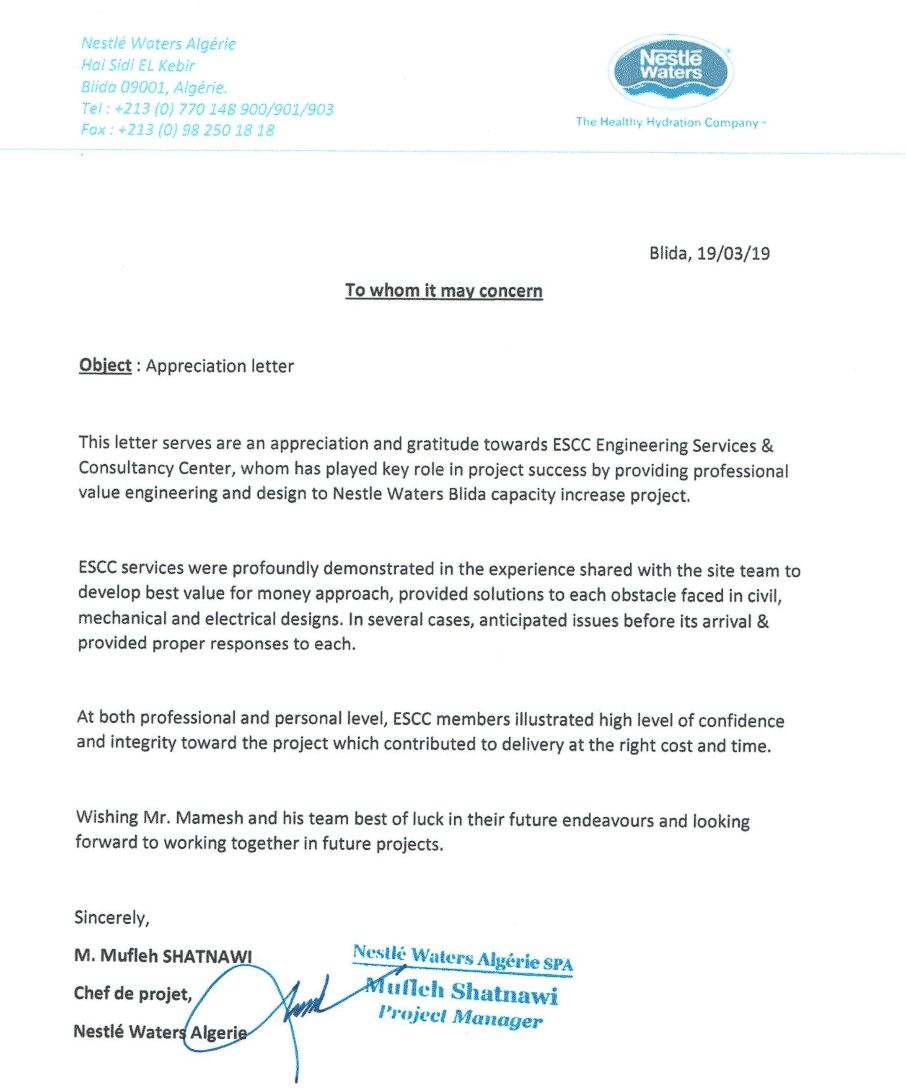 Nestlé Waters Algérie
Hai Sidi EL Kebir
Blida 09001, Algérie.
Tel : +213 (0) 770 148 900/901/903
Fax : +213 (0) 98 250 18 18
Nestlé
Waters
The Healthy Hydration Company
Blida, 19/03/19
To whom it may concern
Object : Appreciation letter
This letter serves are an appreciation and gratitude towards ESCC Engineering Services &
Consultancy Center, whom has played key role in project success by providing professional
value engineering and design to Nestle Waters Blida capacity increase project.
ESCC services were profoundly demonstrated in the experience shared with the site team to
develop best value for money approach, provided solutions to each obstacle faced in civil,
mechanical and electrical designs. In several cases, anticipated issues before its arrival &
provided proper responses to each.
At both professional and personal level, ESCC members illustrated high level of confidence
and integrity toward the project which contributed to delivery at the right cost and time.
Wishing Mr. Mamesh and his team best of luck in their future endeavours and looking
forward to working together in future projects.
Sincerely,
M. Mufleh SHATNAWI
Chef de projet,
Nestlé Waters Algerie
Nestlé Waters Algérie SPA
Mufleh Shatnawi
Project Manager